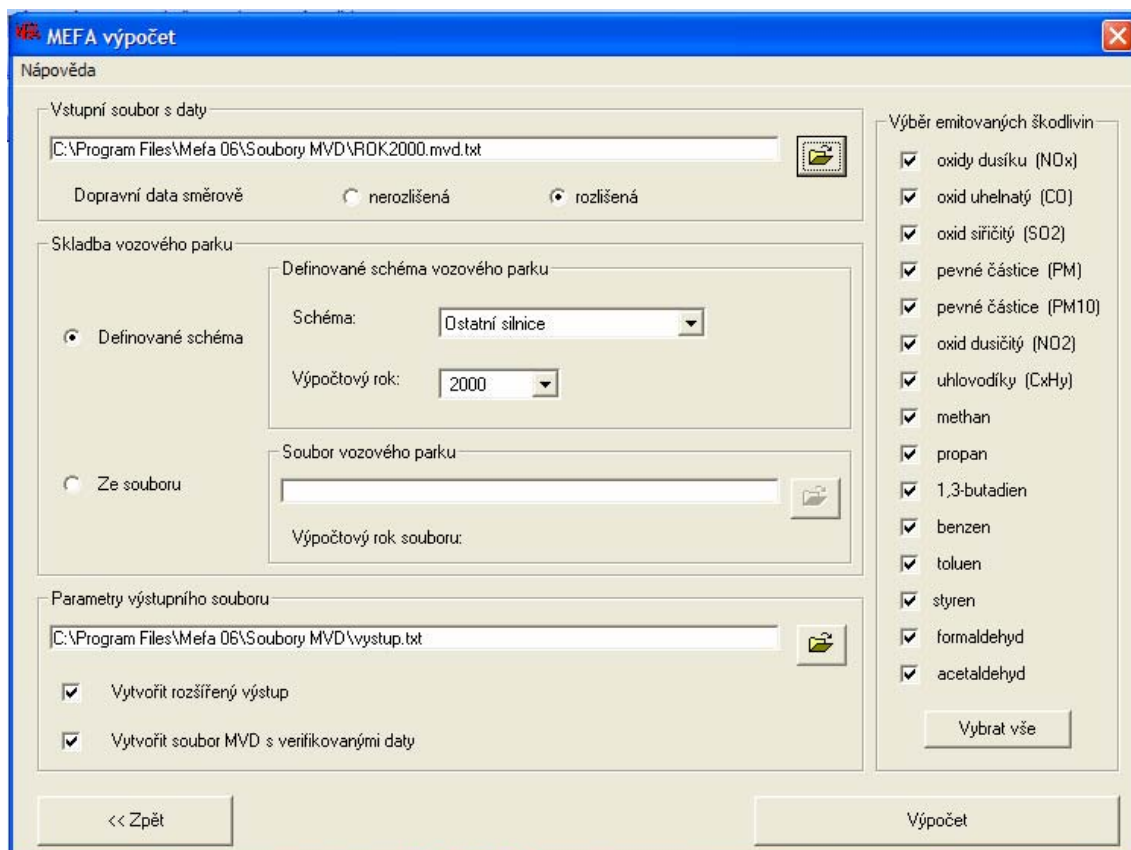 MEFA výpočet
Nápověda
Vstupní soubor s daty
C:\Program Files\Mefa 06\Soubory MVD\ROK2000.mvd.txt
Dopravní data směrově
nerozlišená
rozlišená
Skladba vozového parku
Definované schéma
Definované schéma vozového parku
Schéma:
Ostatní silnice
Výpočtový rok:
2000
Ze souboru
Soubor vozového parku
Výpočtový rok souboru:
Parametry výstupního souboru
C:\Program Files\Mefa 06\Soubory MVD\vystup.txt
Vytvořit rozšířený výstup
Vytvořit soubor MVD s verifikovanými daty
Výběr emitovaných škodlivin
oxidy dusíku (NOx)
oxid uhelnatý (CO)
oxid siřičitý (SO2)
pevné částice (PM)
pevné částice (PM10)
oxid dusičitý (NO2)
uhlovodíky (CxHy)
methan
propan
1,3-butadien
benzen
toluen
styren
formaldehyd
acetaldehyd
Vybrat vše
<< Zpět
Výpočet